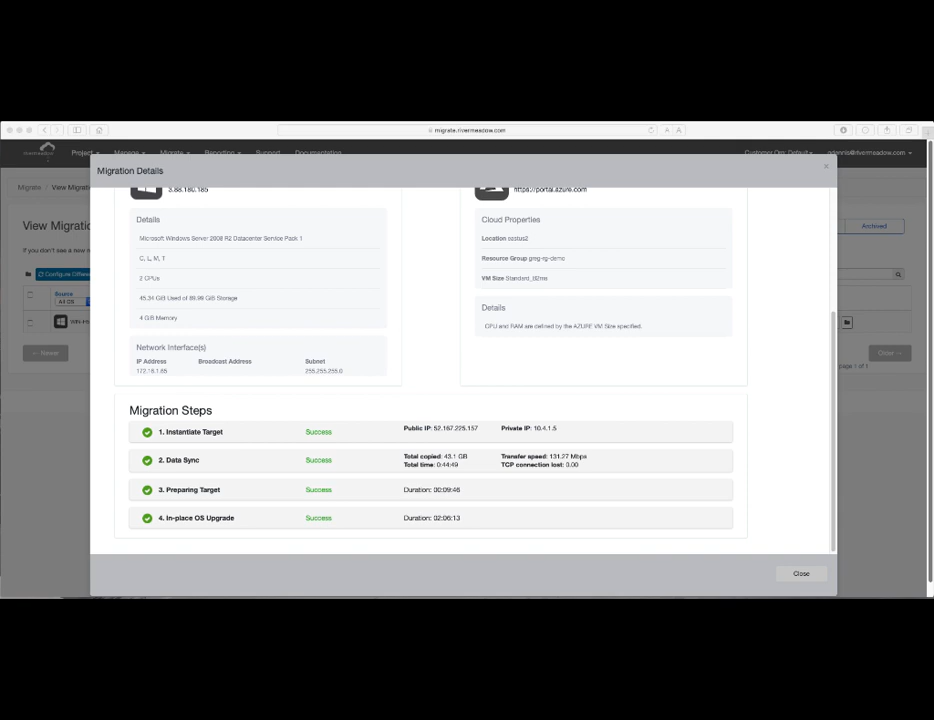 migrate.rivermeadow.com
A A
Project Manage Migrate Reporting Support Documentation Customer Org: Default
Migration Details
Migrate / View Migrat
View Migratio
If you don't see a new
Configure Differe
Source
All OS
WIN-F
← Newer
Archived
Older →
page 1 of 1
3.88.180.185
Details
Microsoft Windows Server 2008 R2 Datacenter Service Pack 1
C, L, M, T
2 CPUs
45.34 GiB Used of 89.99 GiB Storage
4 GiB Memory
Network Interface(s)
IP Address Broadcast Address Subnet
172.16.1.65 255.255.255.0
https://portal.azure.com
Cloud Properties
Location eastus2
Resource Group greg-rg-demo
VM Size Standard_B2ms
Details
CPU and RAM are defined by the AZURE VM Size specified.
Migration Steps
1. Instantiate Target Success Public IP: 52.167.225.157 Private IP: 10.4.1.5
2. Data Sync Success Total copied: 43.1 GB Transfer speed: 131.27 Mbps
Total time: 0:44:49 TCP connection lost: 0.00
3. Preparing Target Success Duration: 00:09:46
4. In-place OS Upgrade Success Duration: 02:06:13
Close